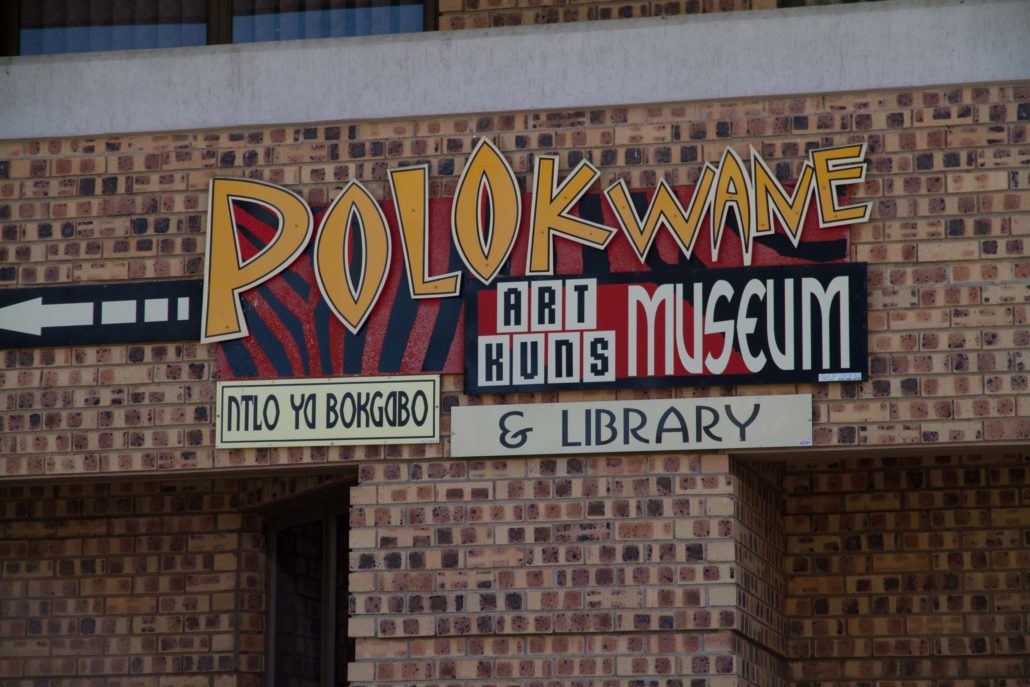 POLOKWANE
ART
KUNS
MUSEUM
NTLO YA BOKGABO
& LIBRARY